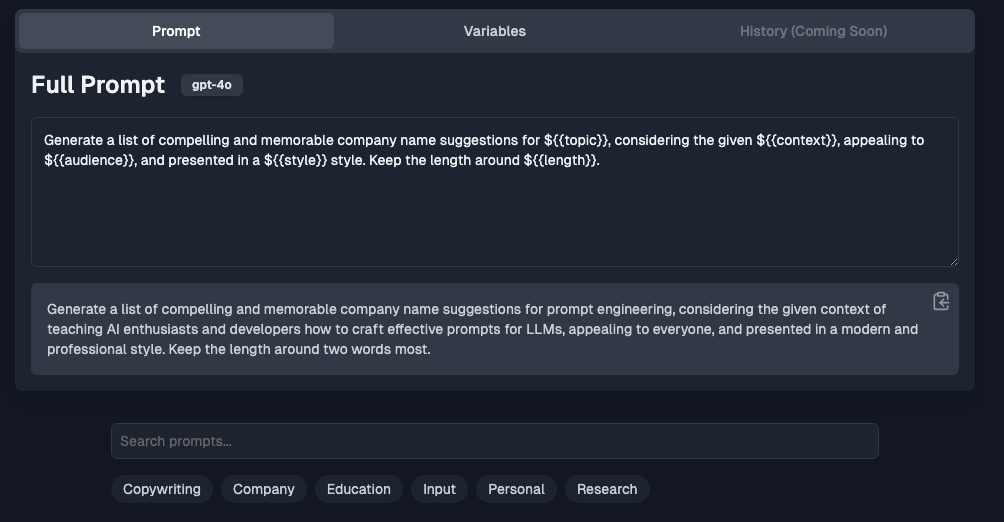 Prompt
Variables
History (Coming Soon)
Full Prompt
gpt-4o
Generate a list of compelling and memorable company name suggestions for ${{topic}}, considering the given ${{context}}, appealing to
${{audience}}, and presented in a ${{style}} style. Keep the length around ${{length}}.
Generate a list of compelling and memorable company name suggestions for prompt engineering, considering the given context of
teaching AI enthusiasts and developers how to craft effective prompts for LLMs, appealing to everyone, and presented in a modern and
professional style. Keep the length around two words most.
Search prompts...
Copywriting
Company
Education
Input
Personal
Research